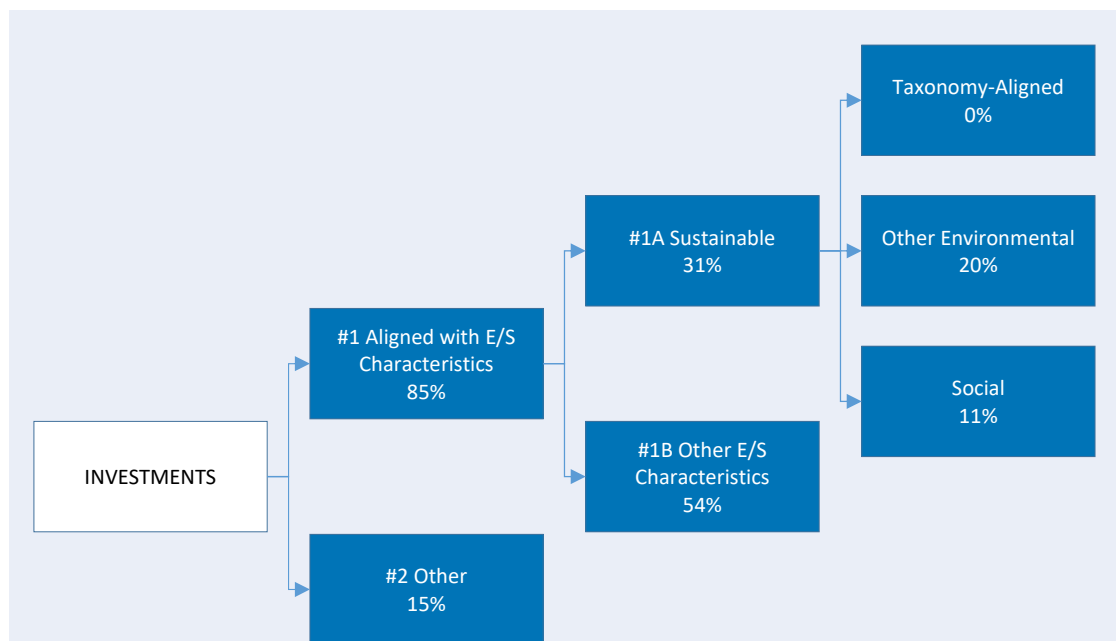 Taxonomy-Aligned
0%
#1A Sustainable
31%
Other Environmental
20%
#1 Aligned with E/S
Characteristics
85%
Social
11%
INVESTMENTS
#1B Other E/S
Characteristics
54%
#2 Other
15%